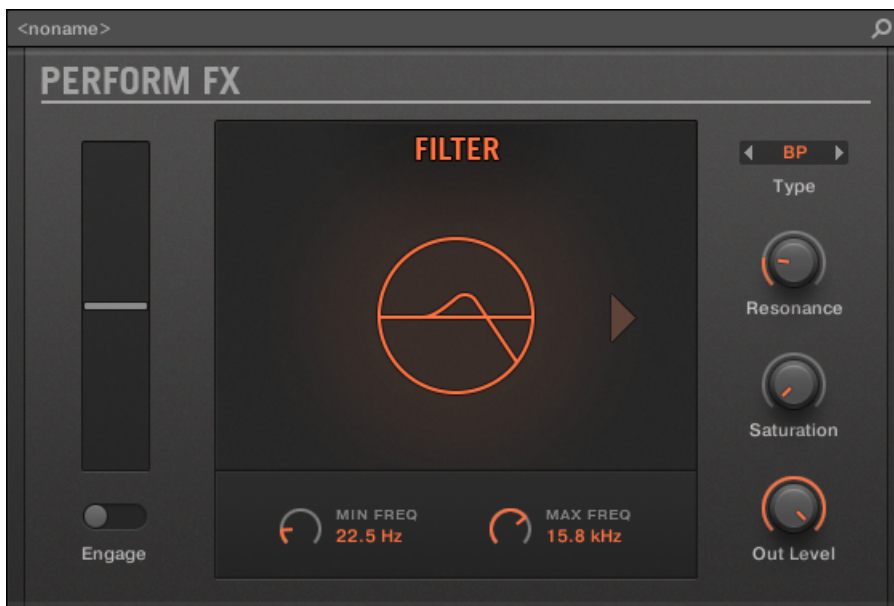 <noname>
PERFORM FX
FILTER
BP
Type
Resonance
Saturation
MIN FREQ
22.5 Hz
MAX FREQ
15.8 kHz
Engage
Out Level